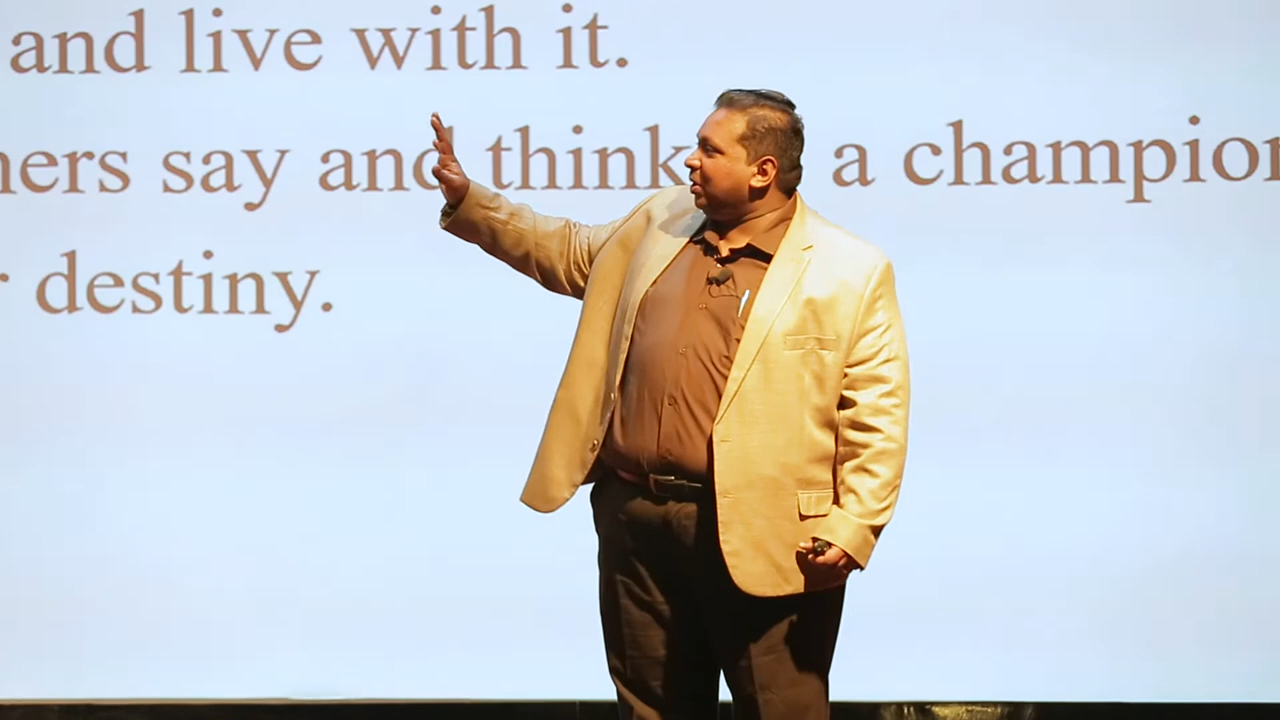 and live with it.
say and think a
destiny.